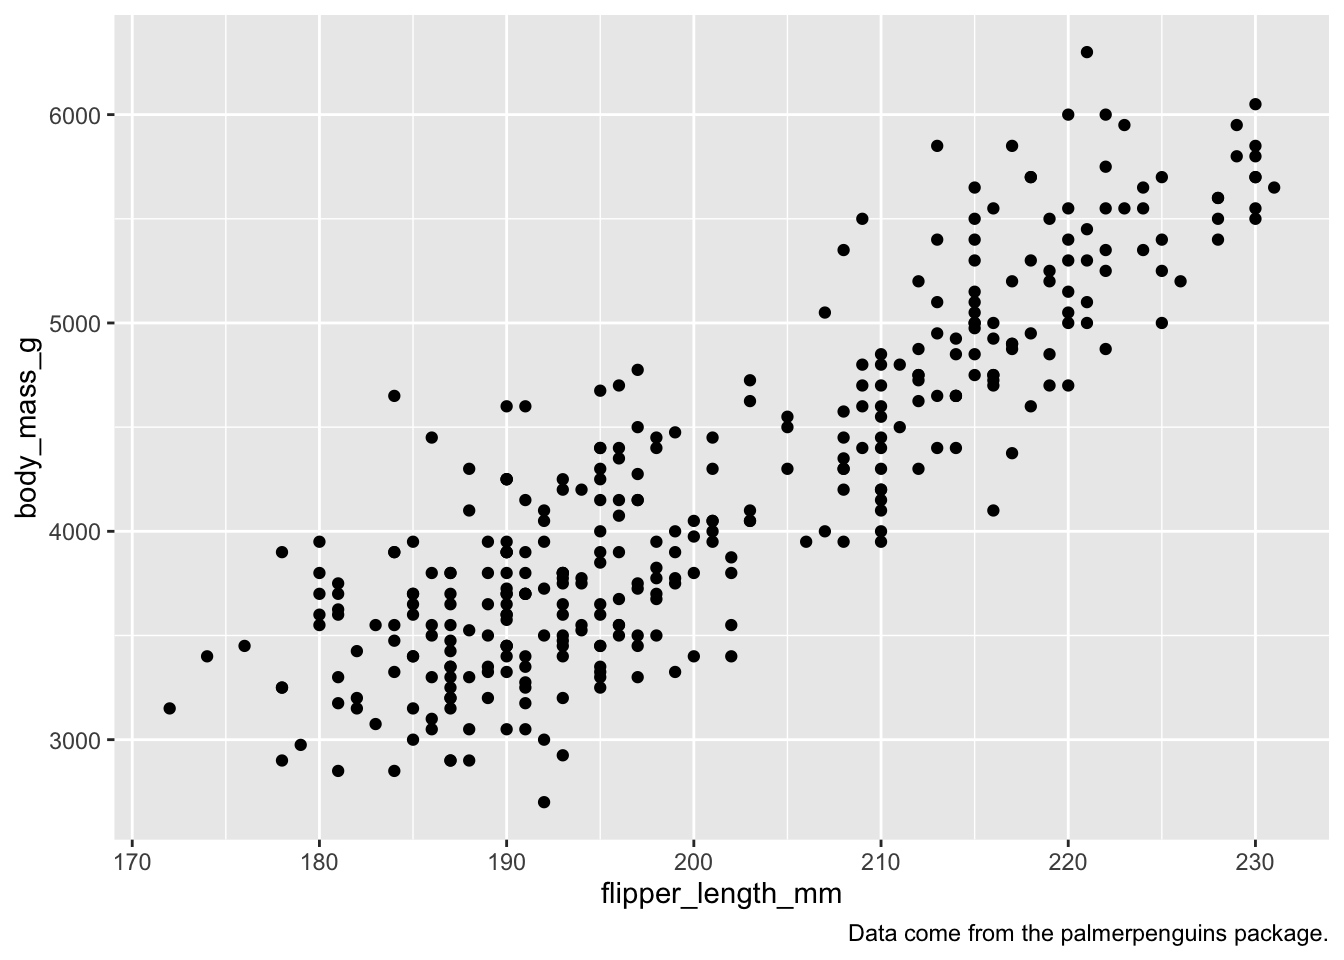 6000
5000
4000
3000
body_mass_g
170 180 190 200 210 220 230
flipper_length_mm
Data come from the palmerpenguins package.